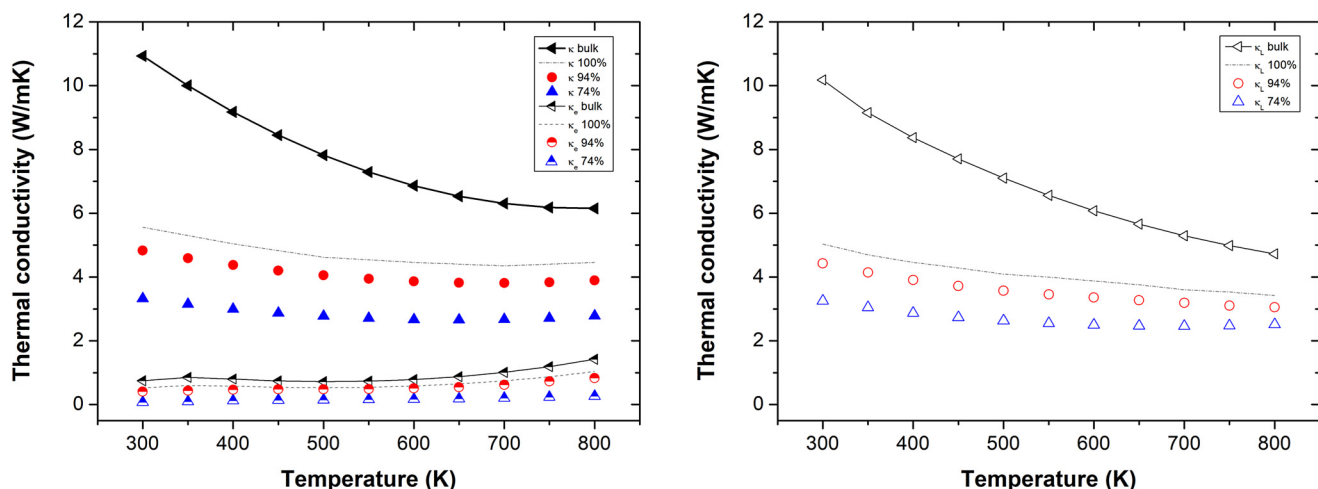 12
10
8
6
4
2
0
Thermal conductivity (W/mK)
κ bulk
κ 100%
κ 94%
κ 74%
κe bulk
κe 100%
κe 94%
κe 74%
300 400 500 600 700 800
Temperature (K)
12
10
8
6
4
2
0
Thermal conductivity (W/mK)
κL bulk
κL 100%
κL 94%
κL 74%
300 400 500 600 700 800
Temperature (K)